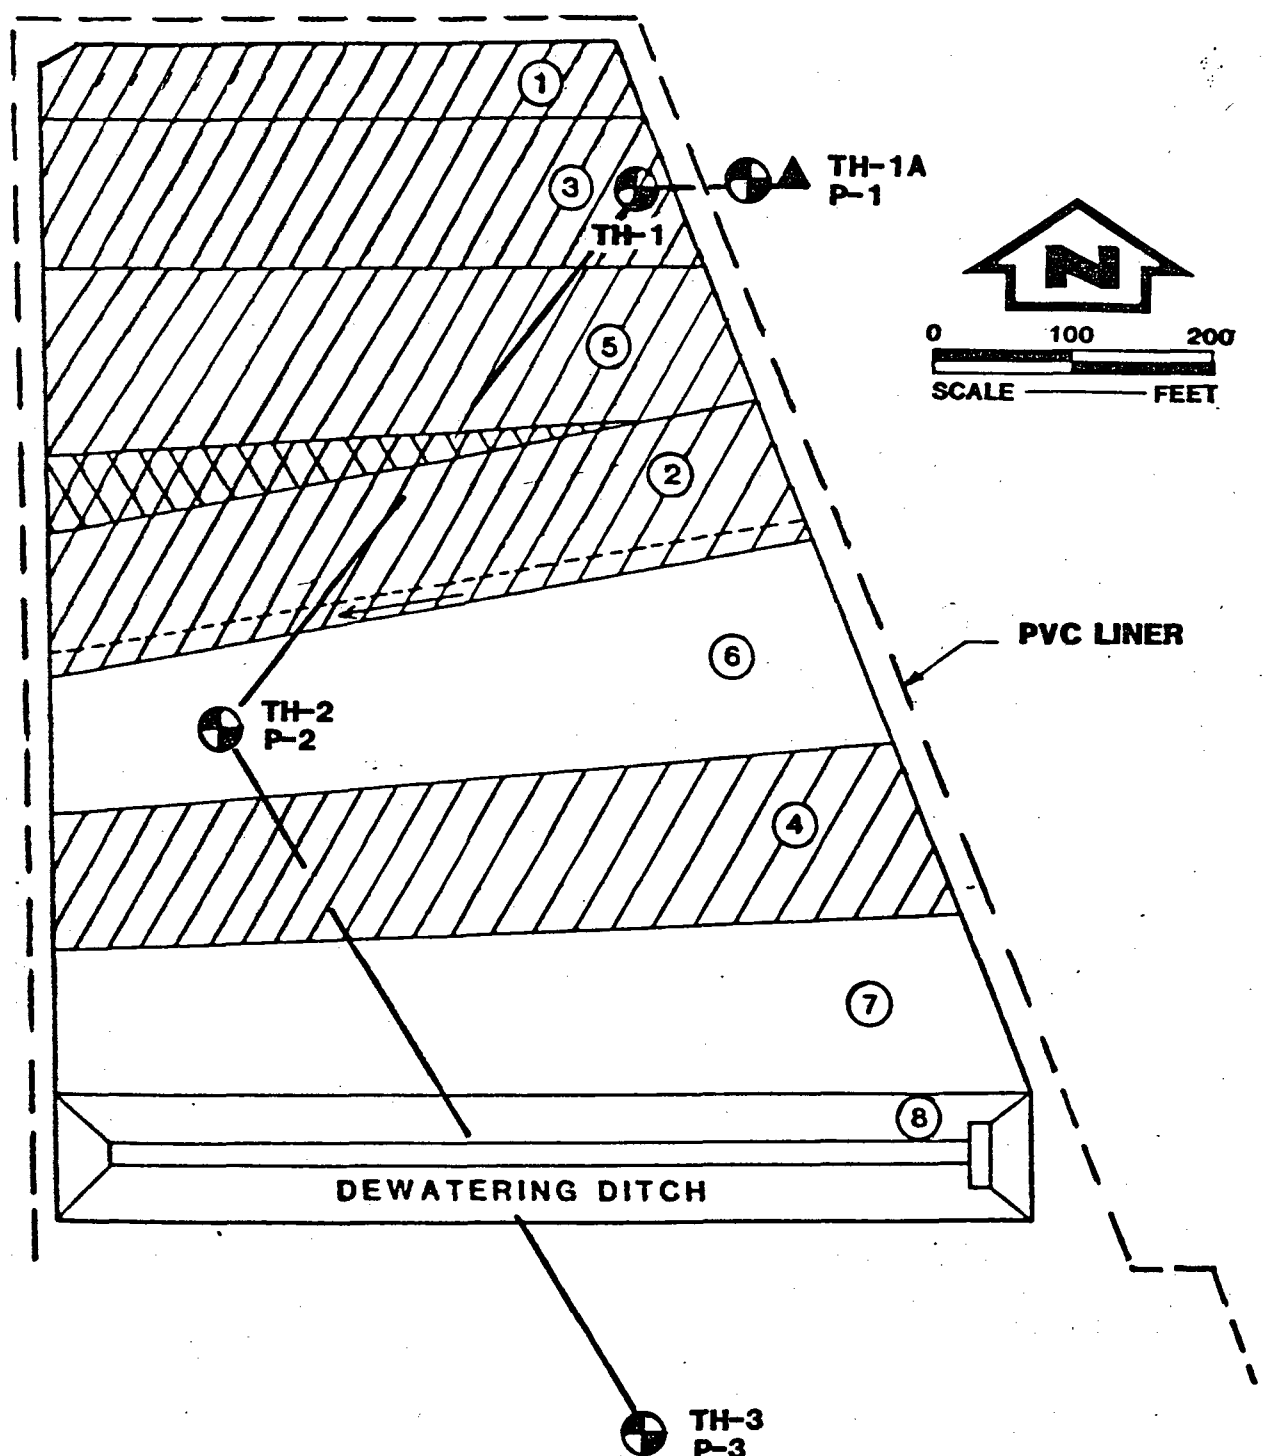 1
3
TH-1A
P-1
TH-1
N
0 100 200
SCALE FEET
5
2
PVC LINER
6
TH-2
P-2
4
7
8
DEWATERING DITCH
TH-3
P-3